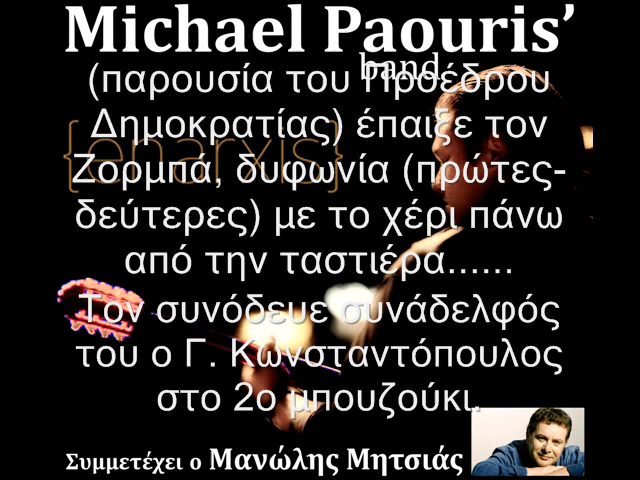 Michael Paouris’
band
(παρουσία του Προέδρου
Δημοκρατίας) έπαιξε τον
{enarxis}
Ζορμπά, δυφωνία (πρώτες-
δεύτερες) με το χέρι πάνω
από την ταστιέρα......
Τον συνόδευε συνάδελφός
του ο Γ. Κωνσταντόπουλος
στο 2ο μπουζούκι.
Συμμετέχει ο Μανώλης Μητσιάς